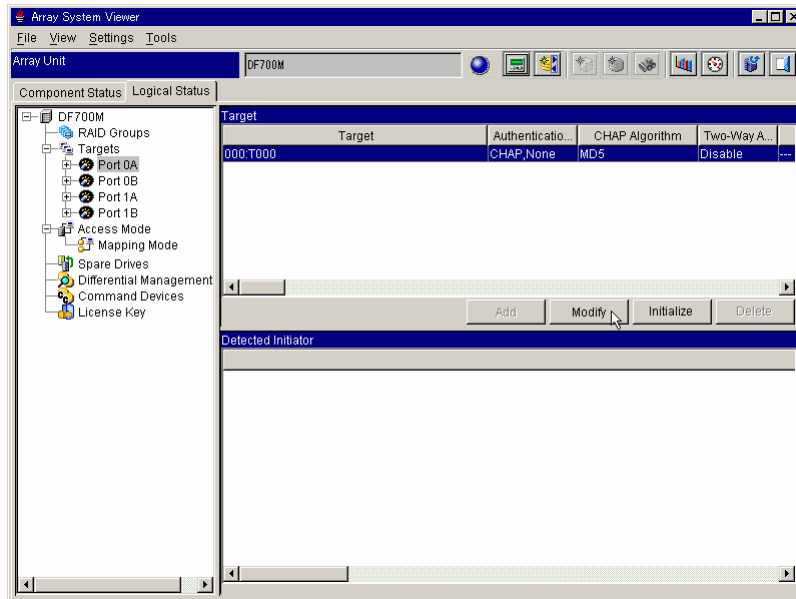 Array System Viewer
File View Settings Tools
Array Unit
DF700M
Component Status
Logical Status
DF700M
RAID Groups
Targets
Port 0A
Port 0B
Port 1A
Port 1B
Access Mode
Mapping Mode
Spare Drives
Differential Management
Command Devices
License Key
Target
Target Authenticatio... CHAP Algorithm Two-Way A...
000:T000 CHAP,None MD5 Disable ---
Add Modify Initialize Delete
Detected Initiator